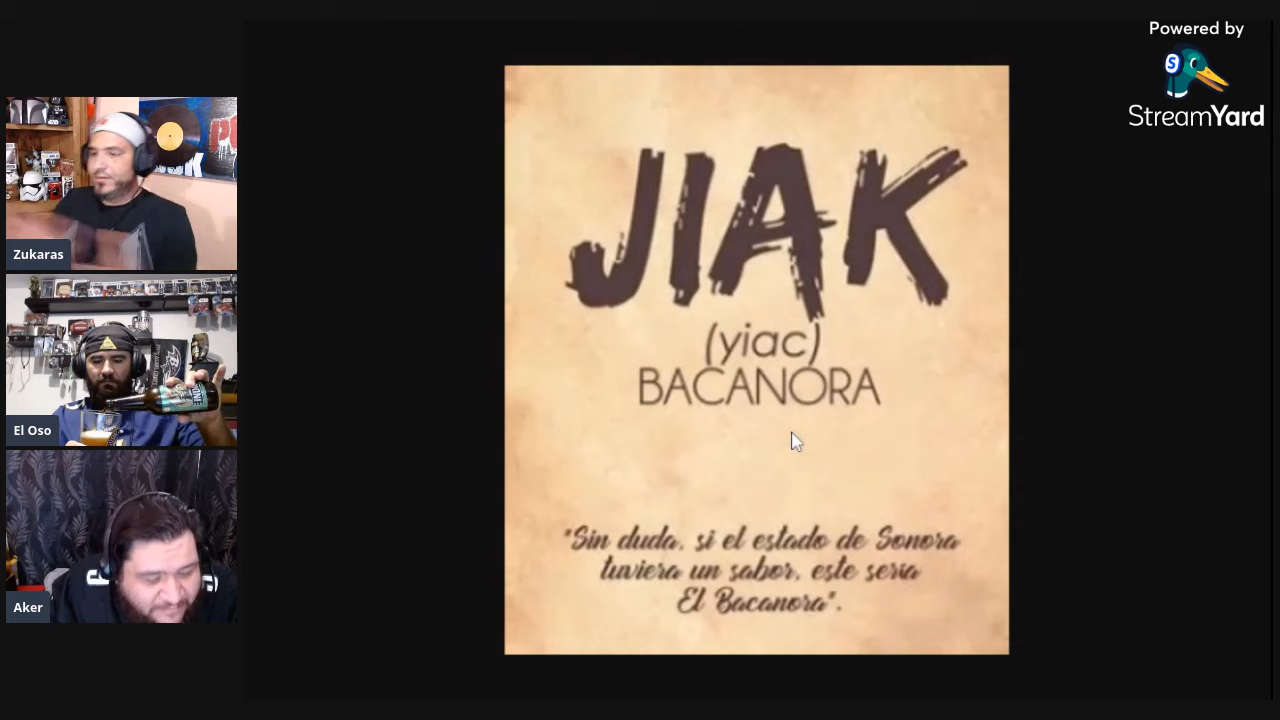 Powered by
StreamYard
Zukaras
El Oso
Aker
JIAK
(yiac)
BACANORA
"Sin duda, si el estado de Sonora
tuviera un sabor, este sería
El Bacanora".